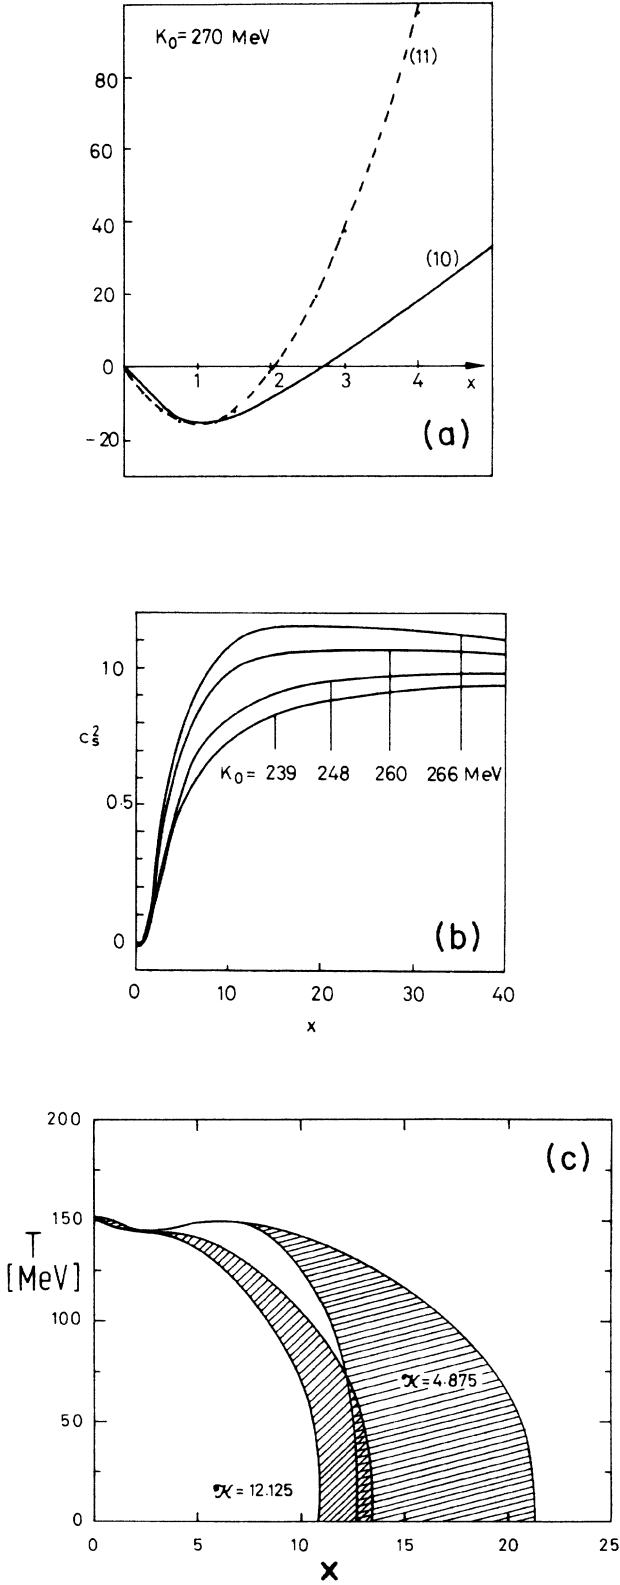 K₀= 270 MeV
(11)
80
60
40
(10)
20
0
1 2 3 4 x
-20
(a)
1.0
c²ₛ
K₀= 239 248 260 266 MeV
0.5
0
(b)
0 10 20 30 40
x
200
(c)
150
T
[MeV]
100
𝒦=4.875
50
𝒦=12.125
0
0 5 10 15 20 25
X